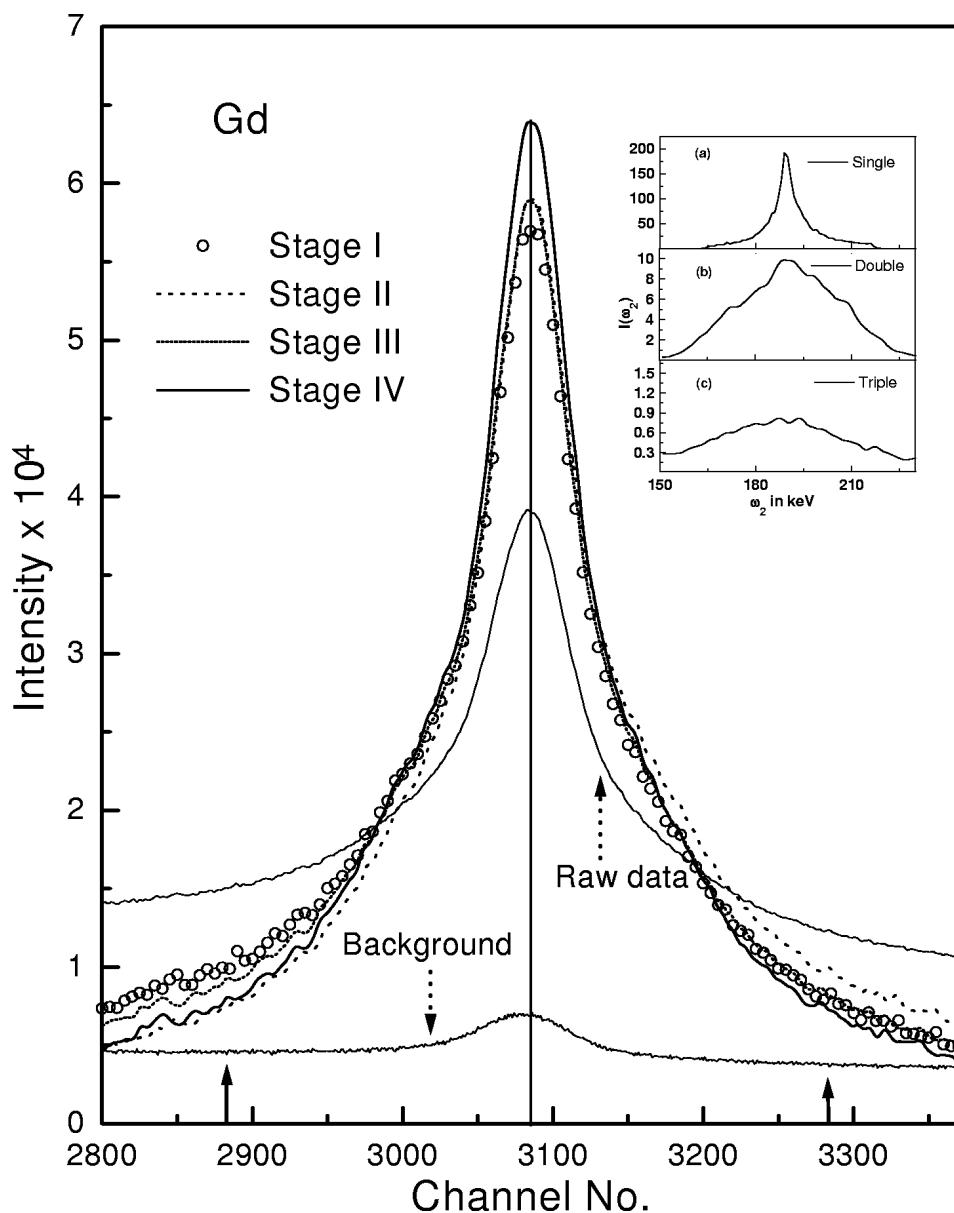 7
6
5
4
3
2
1
0
Intensity x 10⁴
Gd
Stage I
Stage II
Stage III
Stage IV
Raw data
Background
2800
2900
3000
3100
3200
3300
Channel No.
200
150
100
50
(a)
Single
10
8
6
4
2
(b)
Double
I(ω₂)
1.5
1.2
0.9
0.6
0.3
(c)
Triple
150
180
210
ω₂ in keV